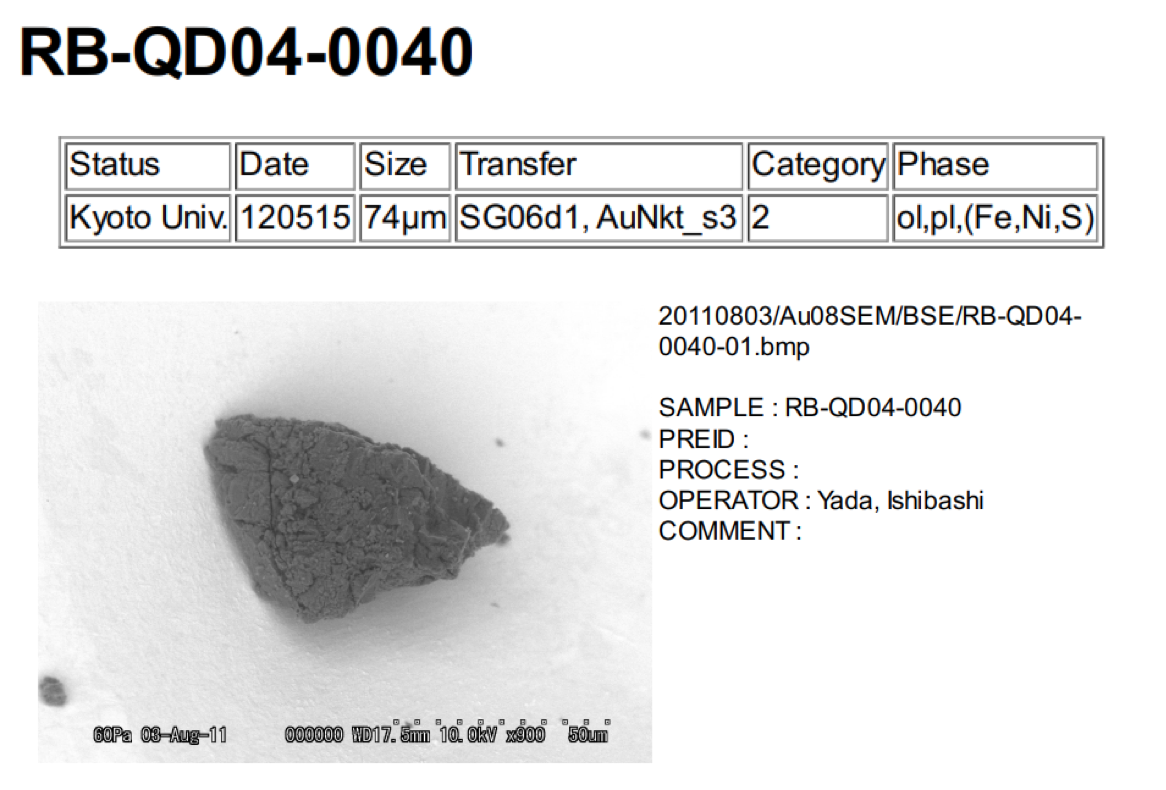 RB-QD04-0040
Status Date Size Transfer Category Phase
Kyoto Univ. 120515 74µm SG06d1, AuNkt_s3 2 ol,pl,(Fe,Ni,S)
20110803/Au08SEM/BSE/RB-QD04-
0040-01.bmp
SAMPLE : RB-QD04-0040
PREID :
PROCESS :
OPERATOR : Yada, Ishibashi
COMMENT :
60Pa 03-Aug-11 000000 WD17.5mm 10.0kV x900 50um